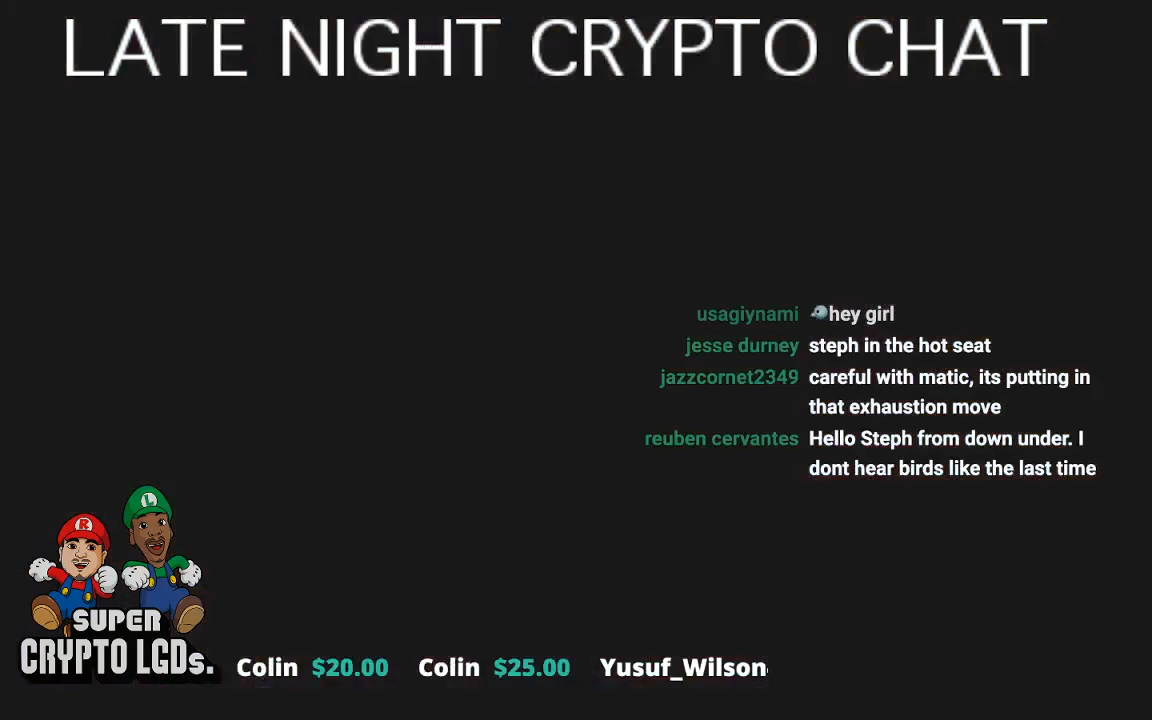 LATE NIGHT CRYPTO CHAT
usagiynami hey girl
jesse durney steph in the hot seat
jazzcornet2349 careful with matic, its putting in
that exhaustion move
reuben cervantes Hello Steph from down under. I
dont hear birds like the last time
R
L
SUPER
CRYPTO LGDs.
Colin $20.00 Colin $25.00 Yusuf_Wilson